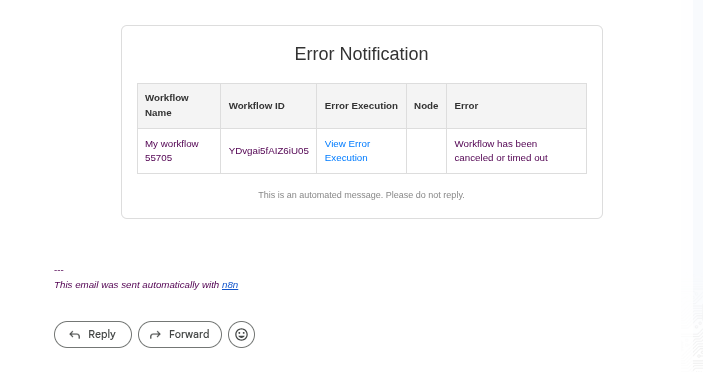 Error Notification
Workflow Name
Workflow ID
Error Execution
Node
Error
My workflow 55705
YDvgai5fAIZ6iU05
View Error Execution
Workflow has been canceled or timed out
This is an automated message. Please do not reply.
---
This email was sent automatically with n8n
Reply
Forward